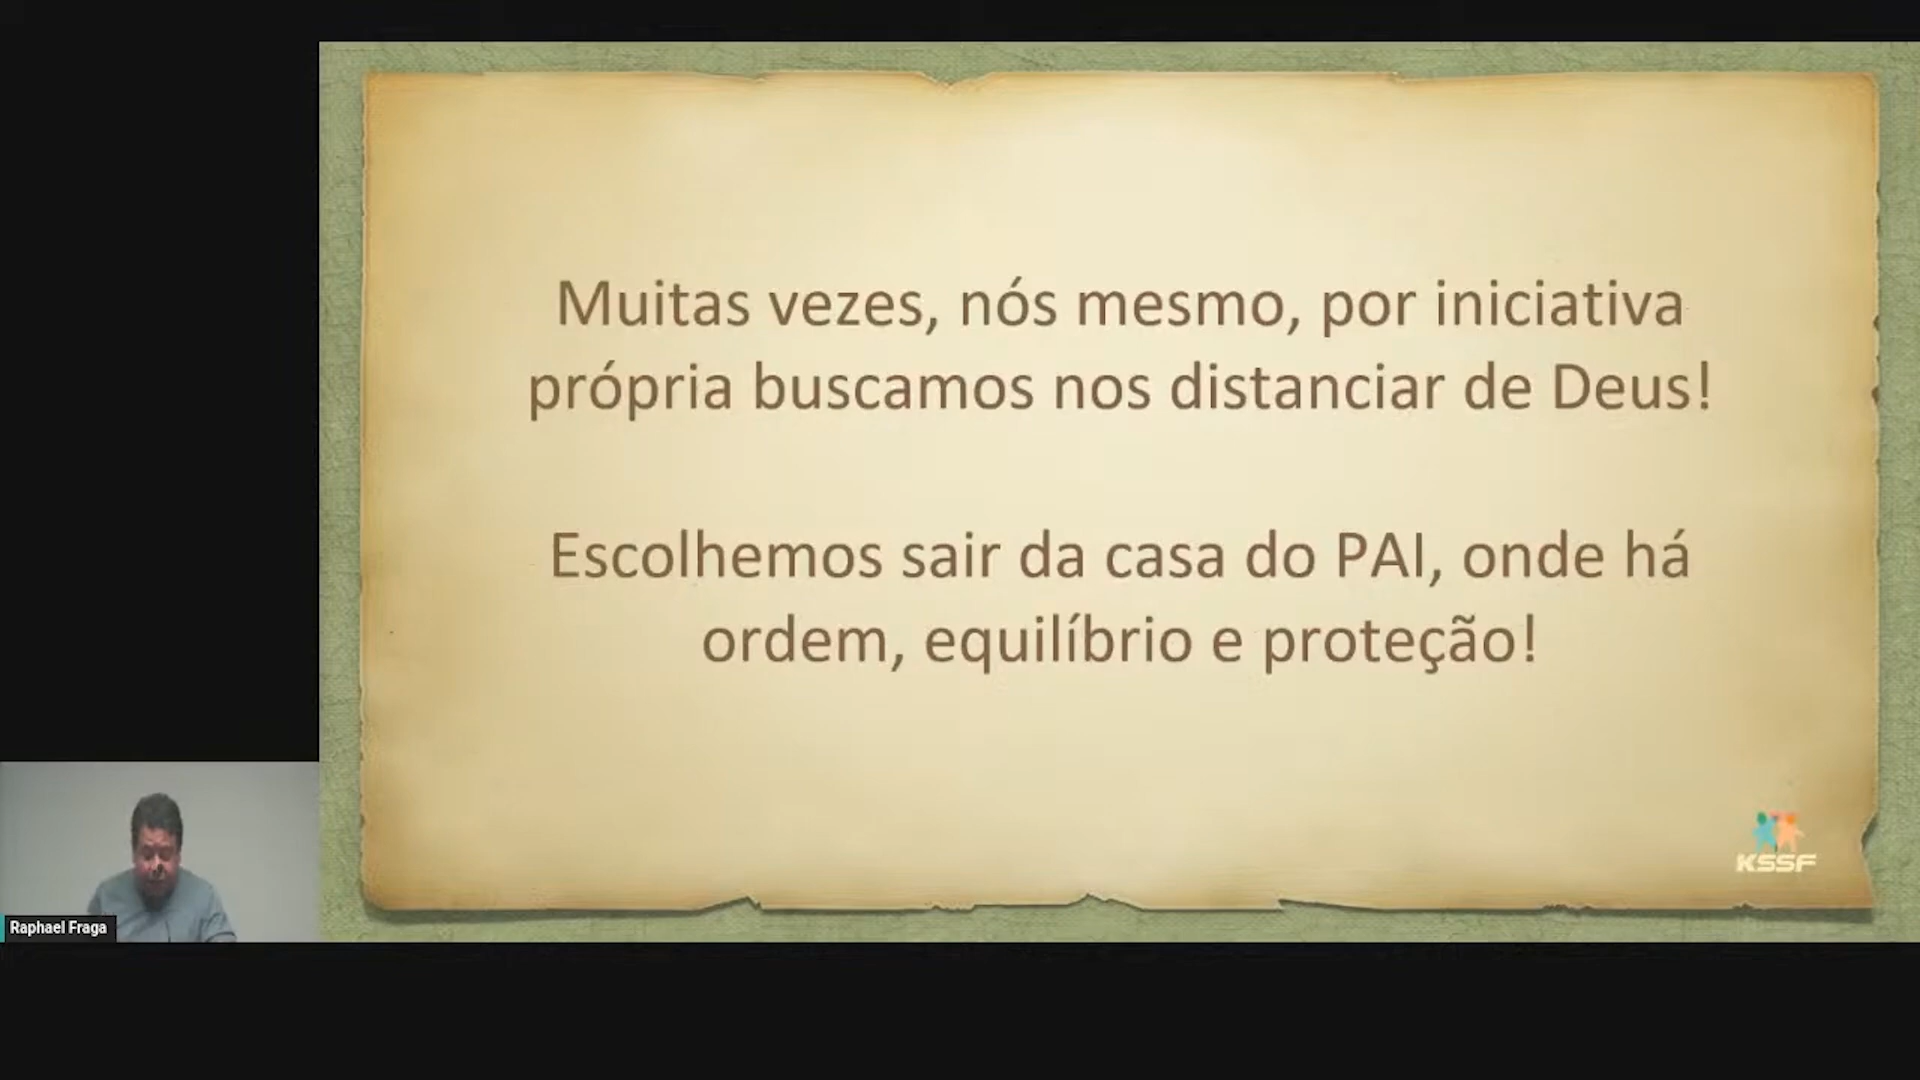 Muitas vezes, nós mesmo, por iniciativa
própria buscamos nos distanciar de Deus!
Escolhemos sair da casa do PAI, onde há
ordem, equilíbrio e proteção!
KSSF
Raphael Fraga